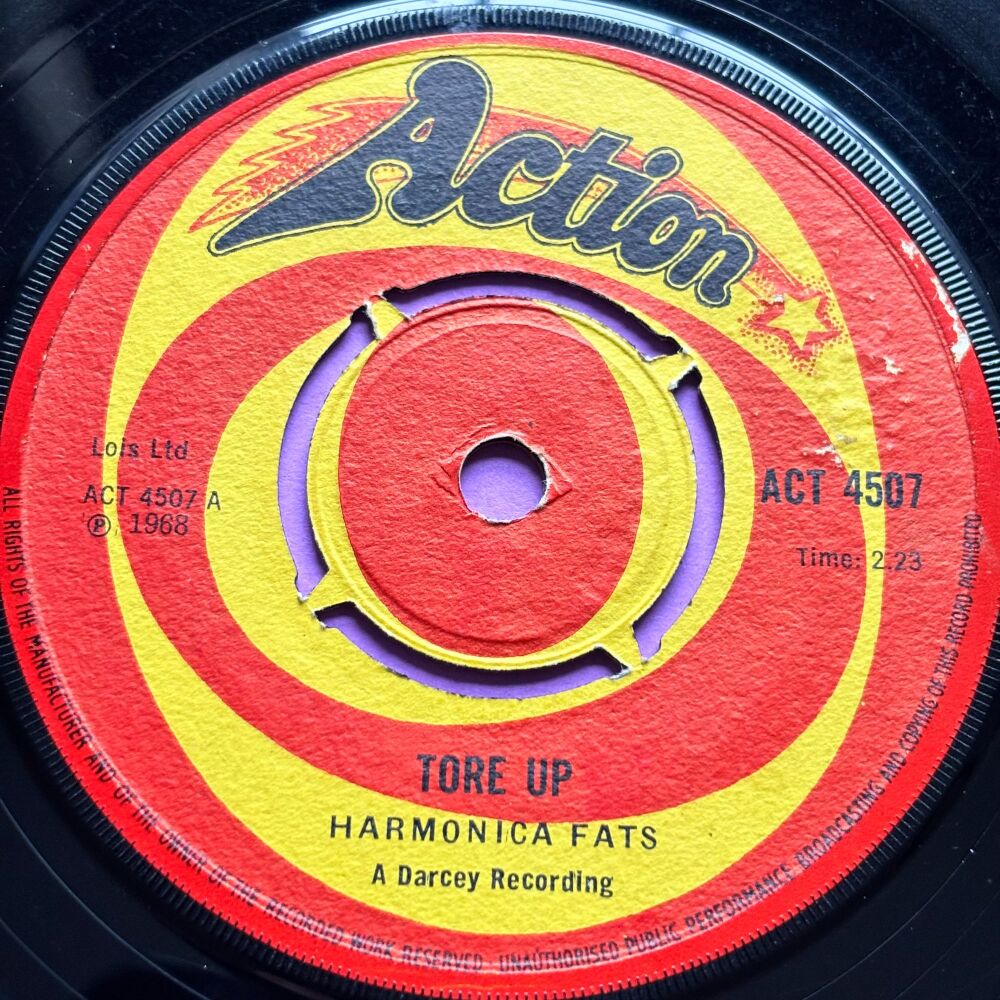 Action
Lois Ltd
ACT 4507 A
Ⓟ 1968
ACT 4507
Time: 2.23
TORE UP
HARMONICA FATS
A Darcey Recording
ALL RIGHTS OF THE MANUFACTURER AND OF THE OWNER OF THE RECORDED WORK RESERVED UNAUTHORISED PUBLIC PERFORMANCE BROADCASTING AND COPYING OF THIS RECORD PROHIBITED